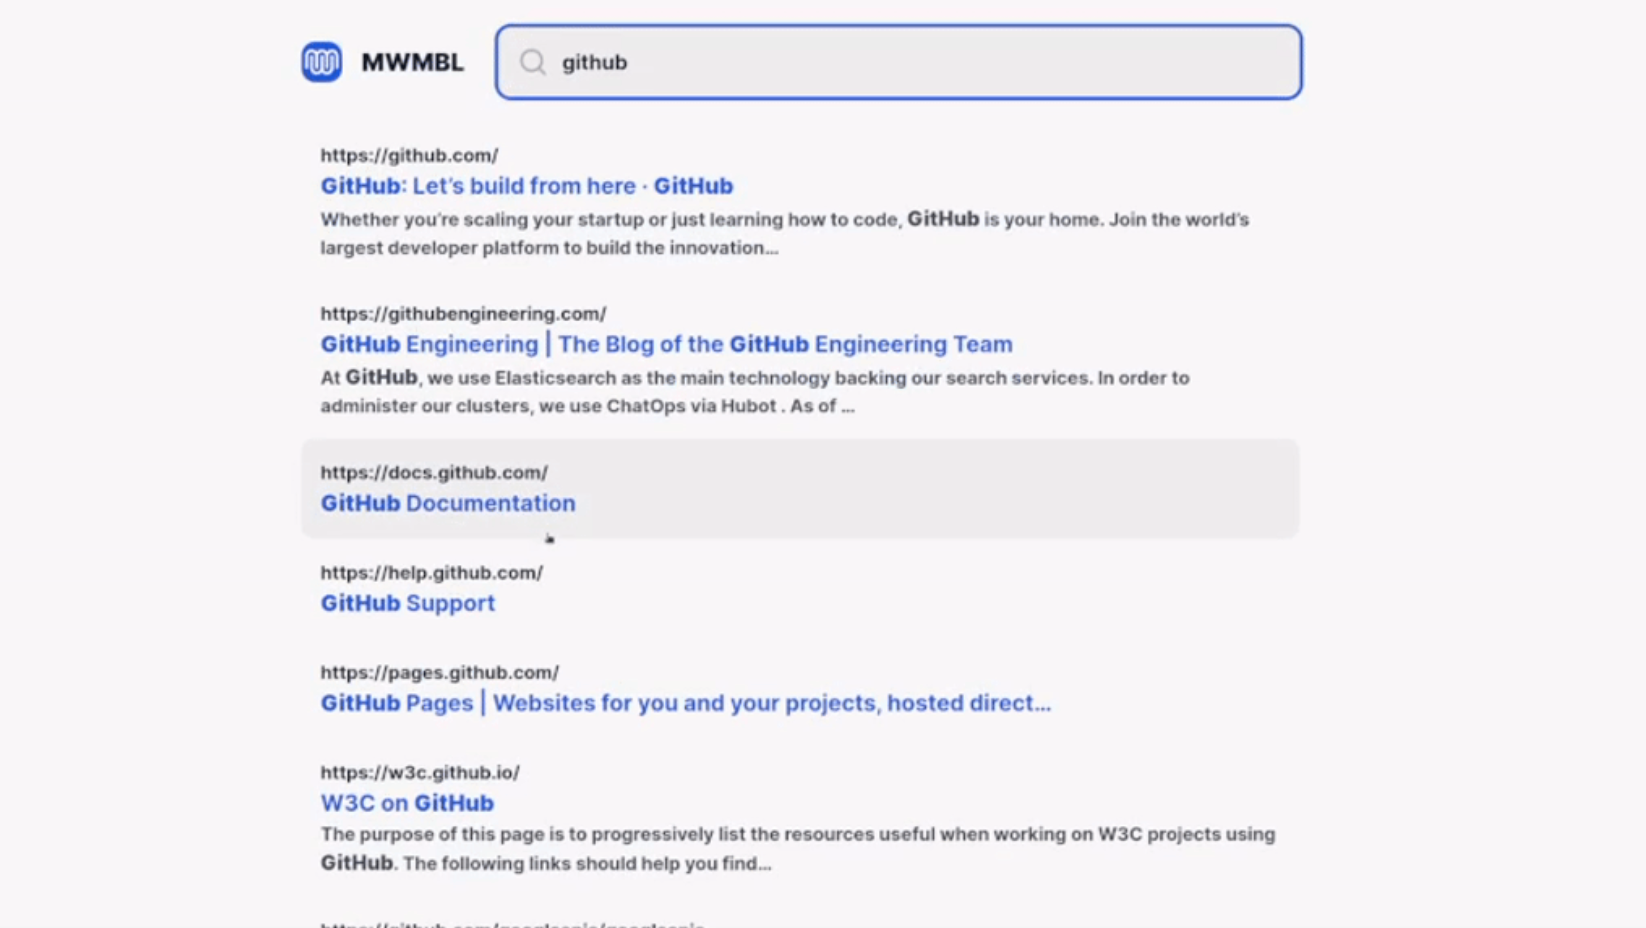 MWMBL
github
https://github.com/
GitHub: Let's build from here · GitHub
Whether you're scaling your startup or just learning how to code, GitHub is your home. Join the world's
largest developer platform to build the innovation...
https://githubengineering.com/
GitHub Engineering | The Blog of the GitHub Engineering Team
At GitHub, we use Elasticsearch as the main technology backing our search services. In order to
administer our clusters, we use ChatOps via Hubot . As of ...
https://docs.github.com/
GitHub Documentation
https://help.github.com/
GitHub Support
https://pages.github.com/
GitHub Pages | Websites for you and your projects, hosted direct...
https://w3c.github.io/
W3C on GitHub
The purpose of this page is to progressively list the resources useful when working on W3C projects using
GitHub. The following links should help you find...